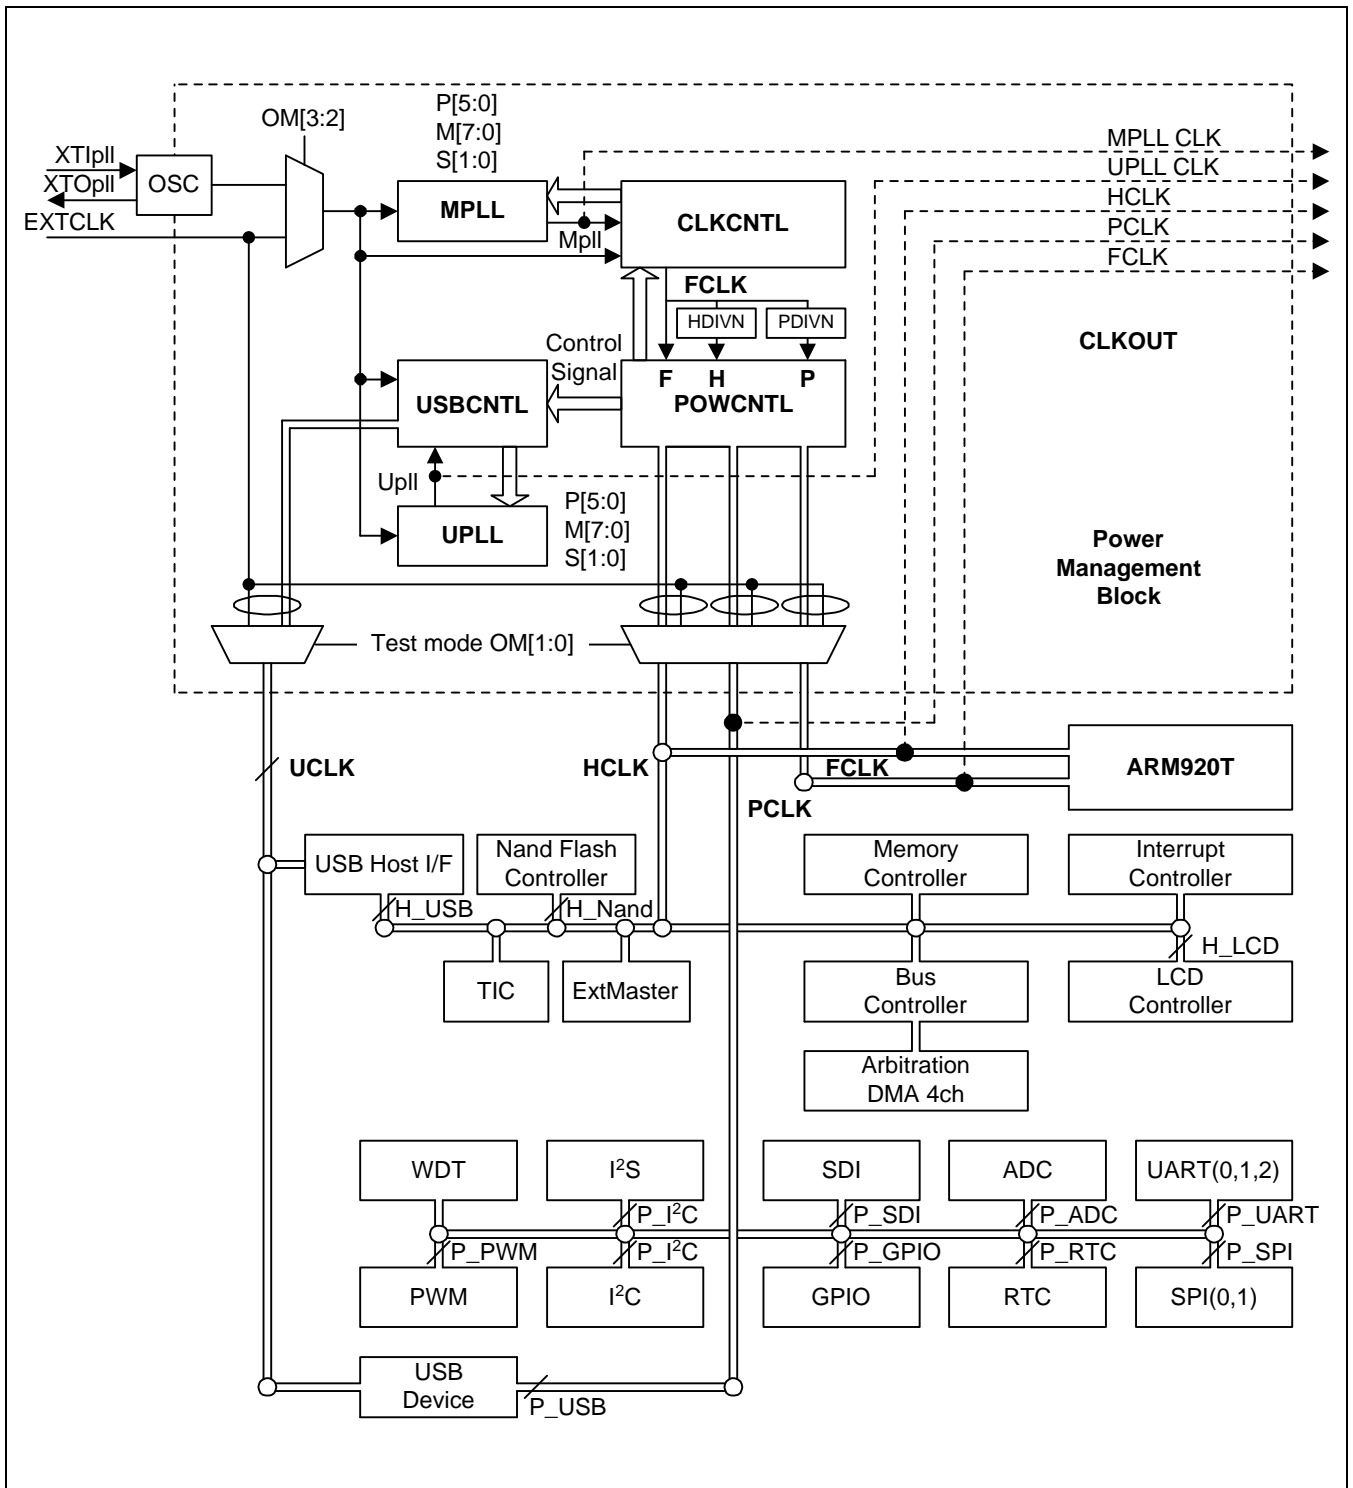 P[5:0]
M[7:0]
S[1:0]
OM[3:2]
XTIpll
XTOpll
EXTCLK
OSC
MPLL
Mpll
CLKCNTL
MPLL CLK
UPLL CLK
HCLK
PCLK
FCLK
FCLK
HDIVN
PDIVN
Control
Signal
F H P
POWCNTL
USBCNTL
CLKOUT
Upll
UPLL
P[5:0]
M[7:0]
S[1:0]
Power
Management
Block
Test mode OM[1:0]
UCLK
HCLK
FCLK
PCLK
ARM920T
USB Host I/F
Nand Flash
Controller
Memory
Controller
Interrupt
Controller
H_USB
H_Nand
H_LCD
TIC
ExtMaster
Bus
Controller
LCD
Controller
Arbitration
DMA 4ch
WDT
I²S
SDI
ADC
UART(0,1,2)
P_I²C
P_SDI
P_ADC
P_UART
P_PWM
P_I²C
P_GPIO
P_RTC
P_SPI
PWM
I²C
GPIO
RTC
SPI(0,1)
USB
Device
P_USB